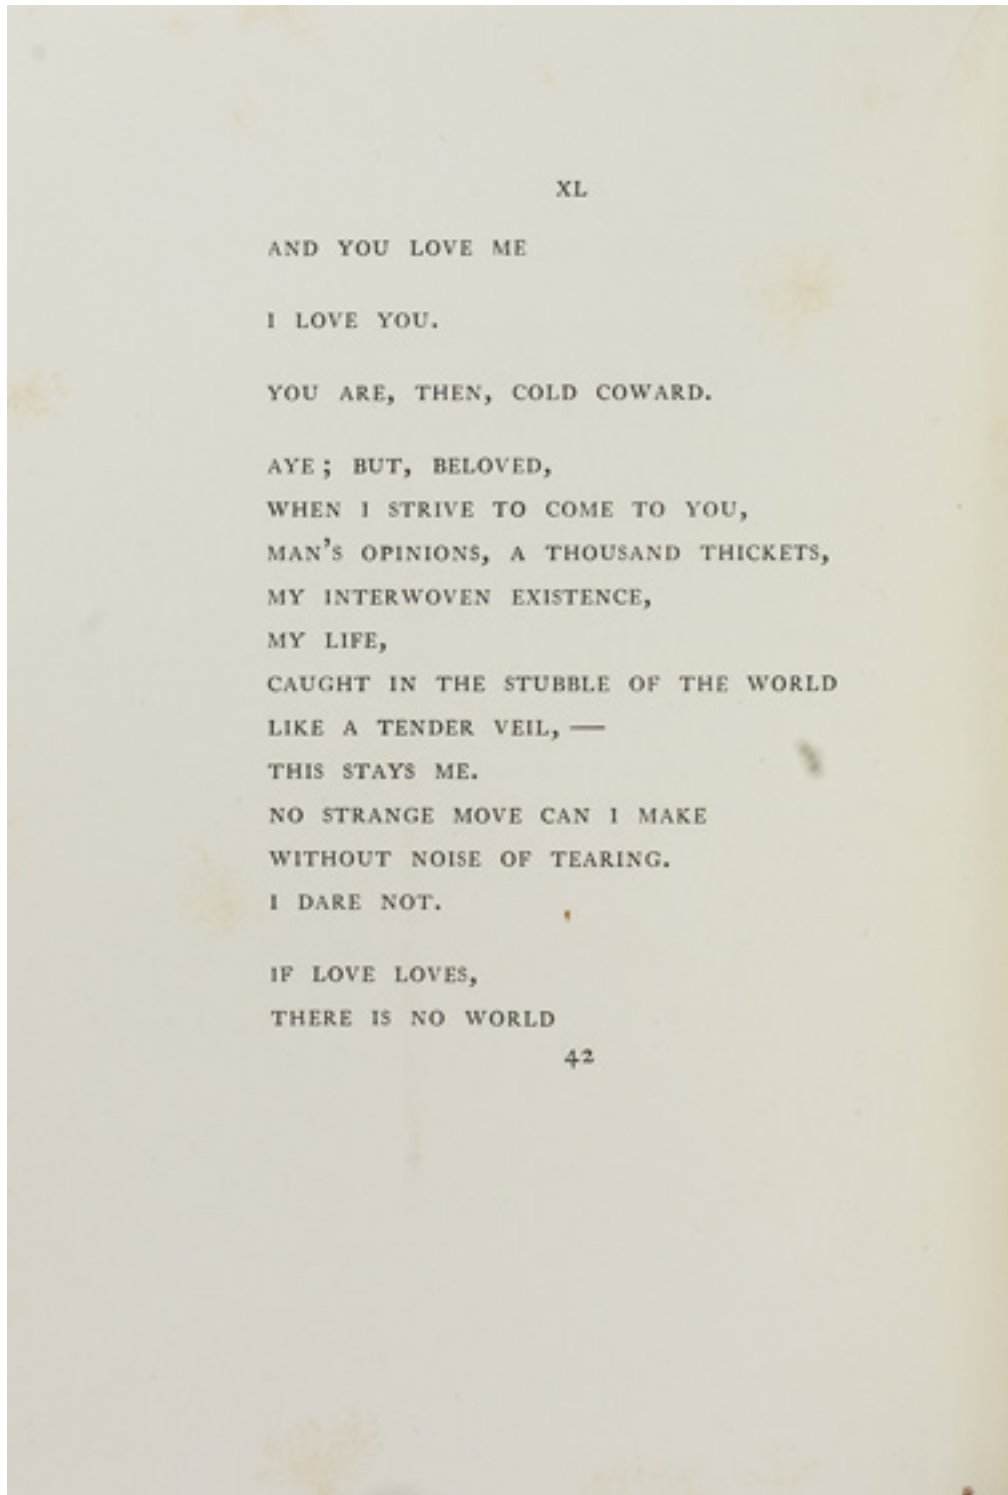 XL
AND YOU LOVE ME
I LOVE YOU.
YOU ARE, THEN, COLD COWARD.
AYE; BUT, BELOVED,
WHEN I STRIVE TO COME TO YOU,
MAN'S OPINIONS, A THOUSAND THICKETS,
MY INTERWOVEN EXISTENCE,
MY LIFE,
CAUGHT IN THE STUBBLE OF THE WORLD
LIKE A TENDER VEIL, —
THIS STAYS ME.
NO STRANGE MOVE CAN I MAKE
WITHOUT NOISE OF TEARING.
I DARE NOT.
IF LOVE LOVES,
THERE IS NO WORLD
42